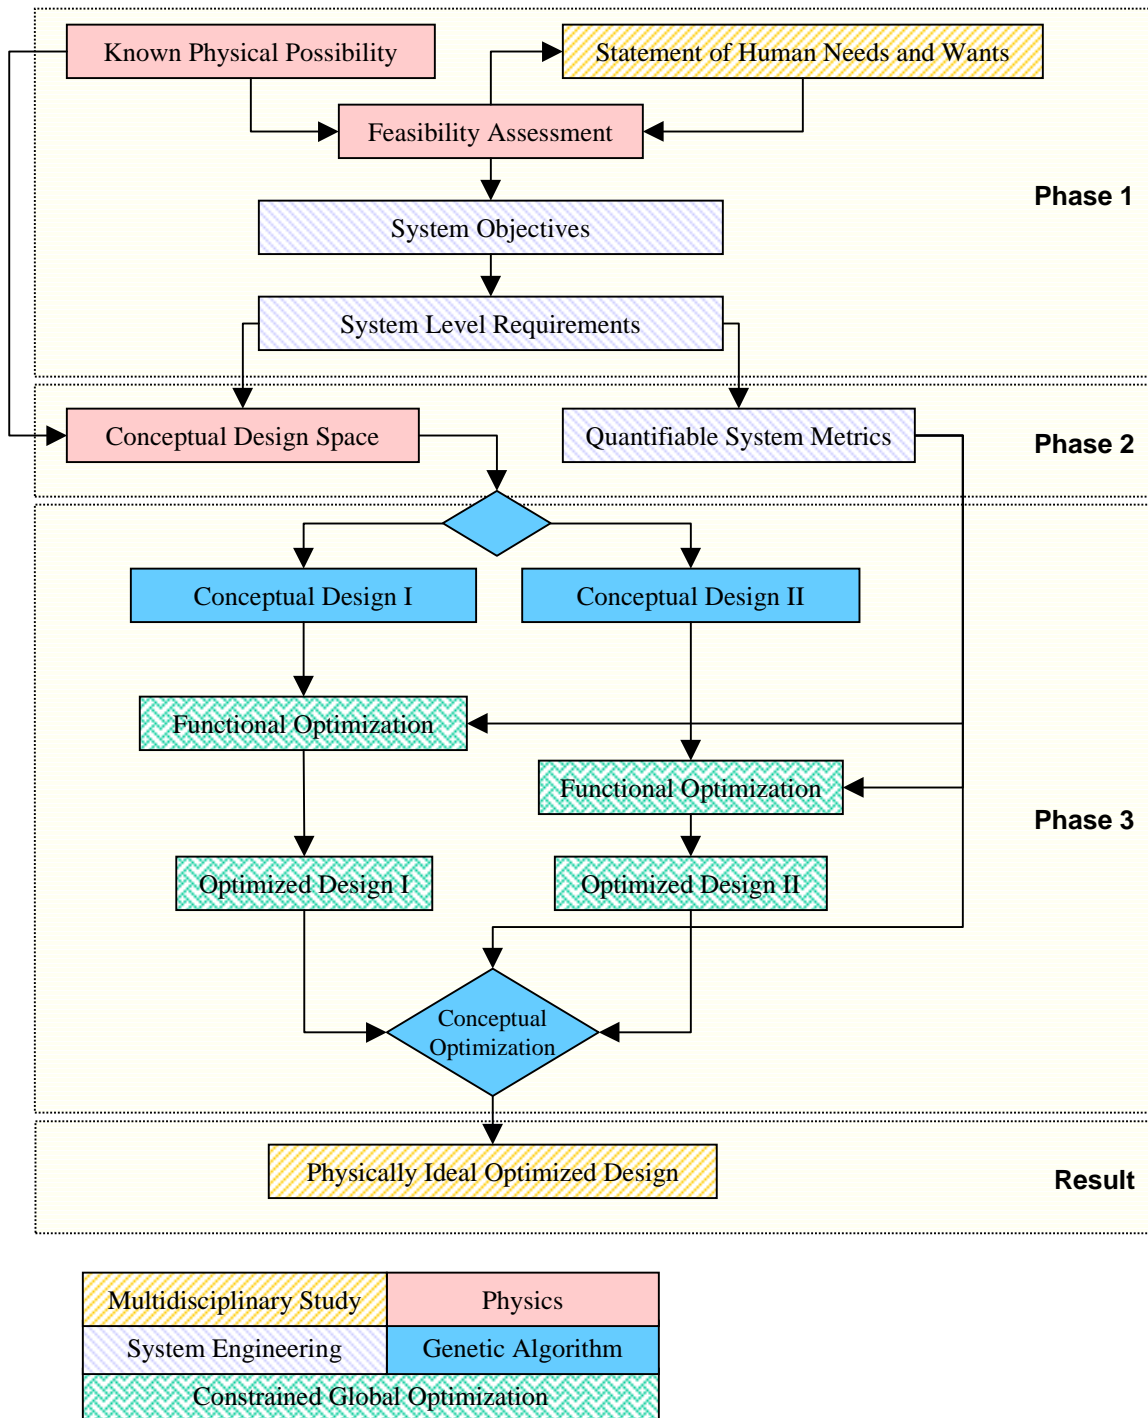 Known Physical Possibility
Statement of Human Needs and Wants
Feasibility Assessment
System Objectives
Phase 1
System Level Requirements
Conceptual Design Space
Quantifiable System Metrics
Phase 2
Conceptual Design I
Conceptual Design II
Functional Optimization
Functional Optimization
Phase 3
Optimized Design I
Optimized Design II
Conceptual
Optimization
Physically Ideal Optimized Design
Result
Multidisciplinary Study
Physics
System Engineering
Genetic Algorithm
Constrained Global Optimization